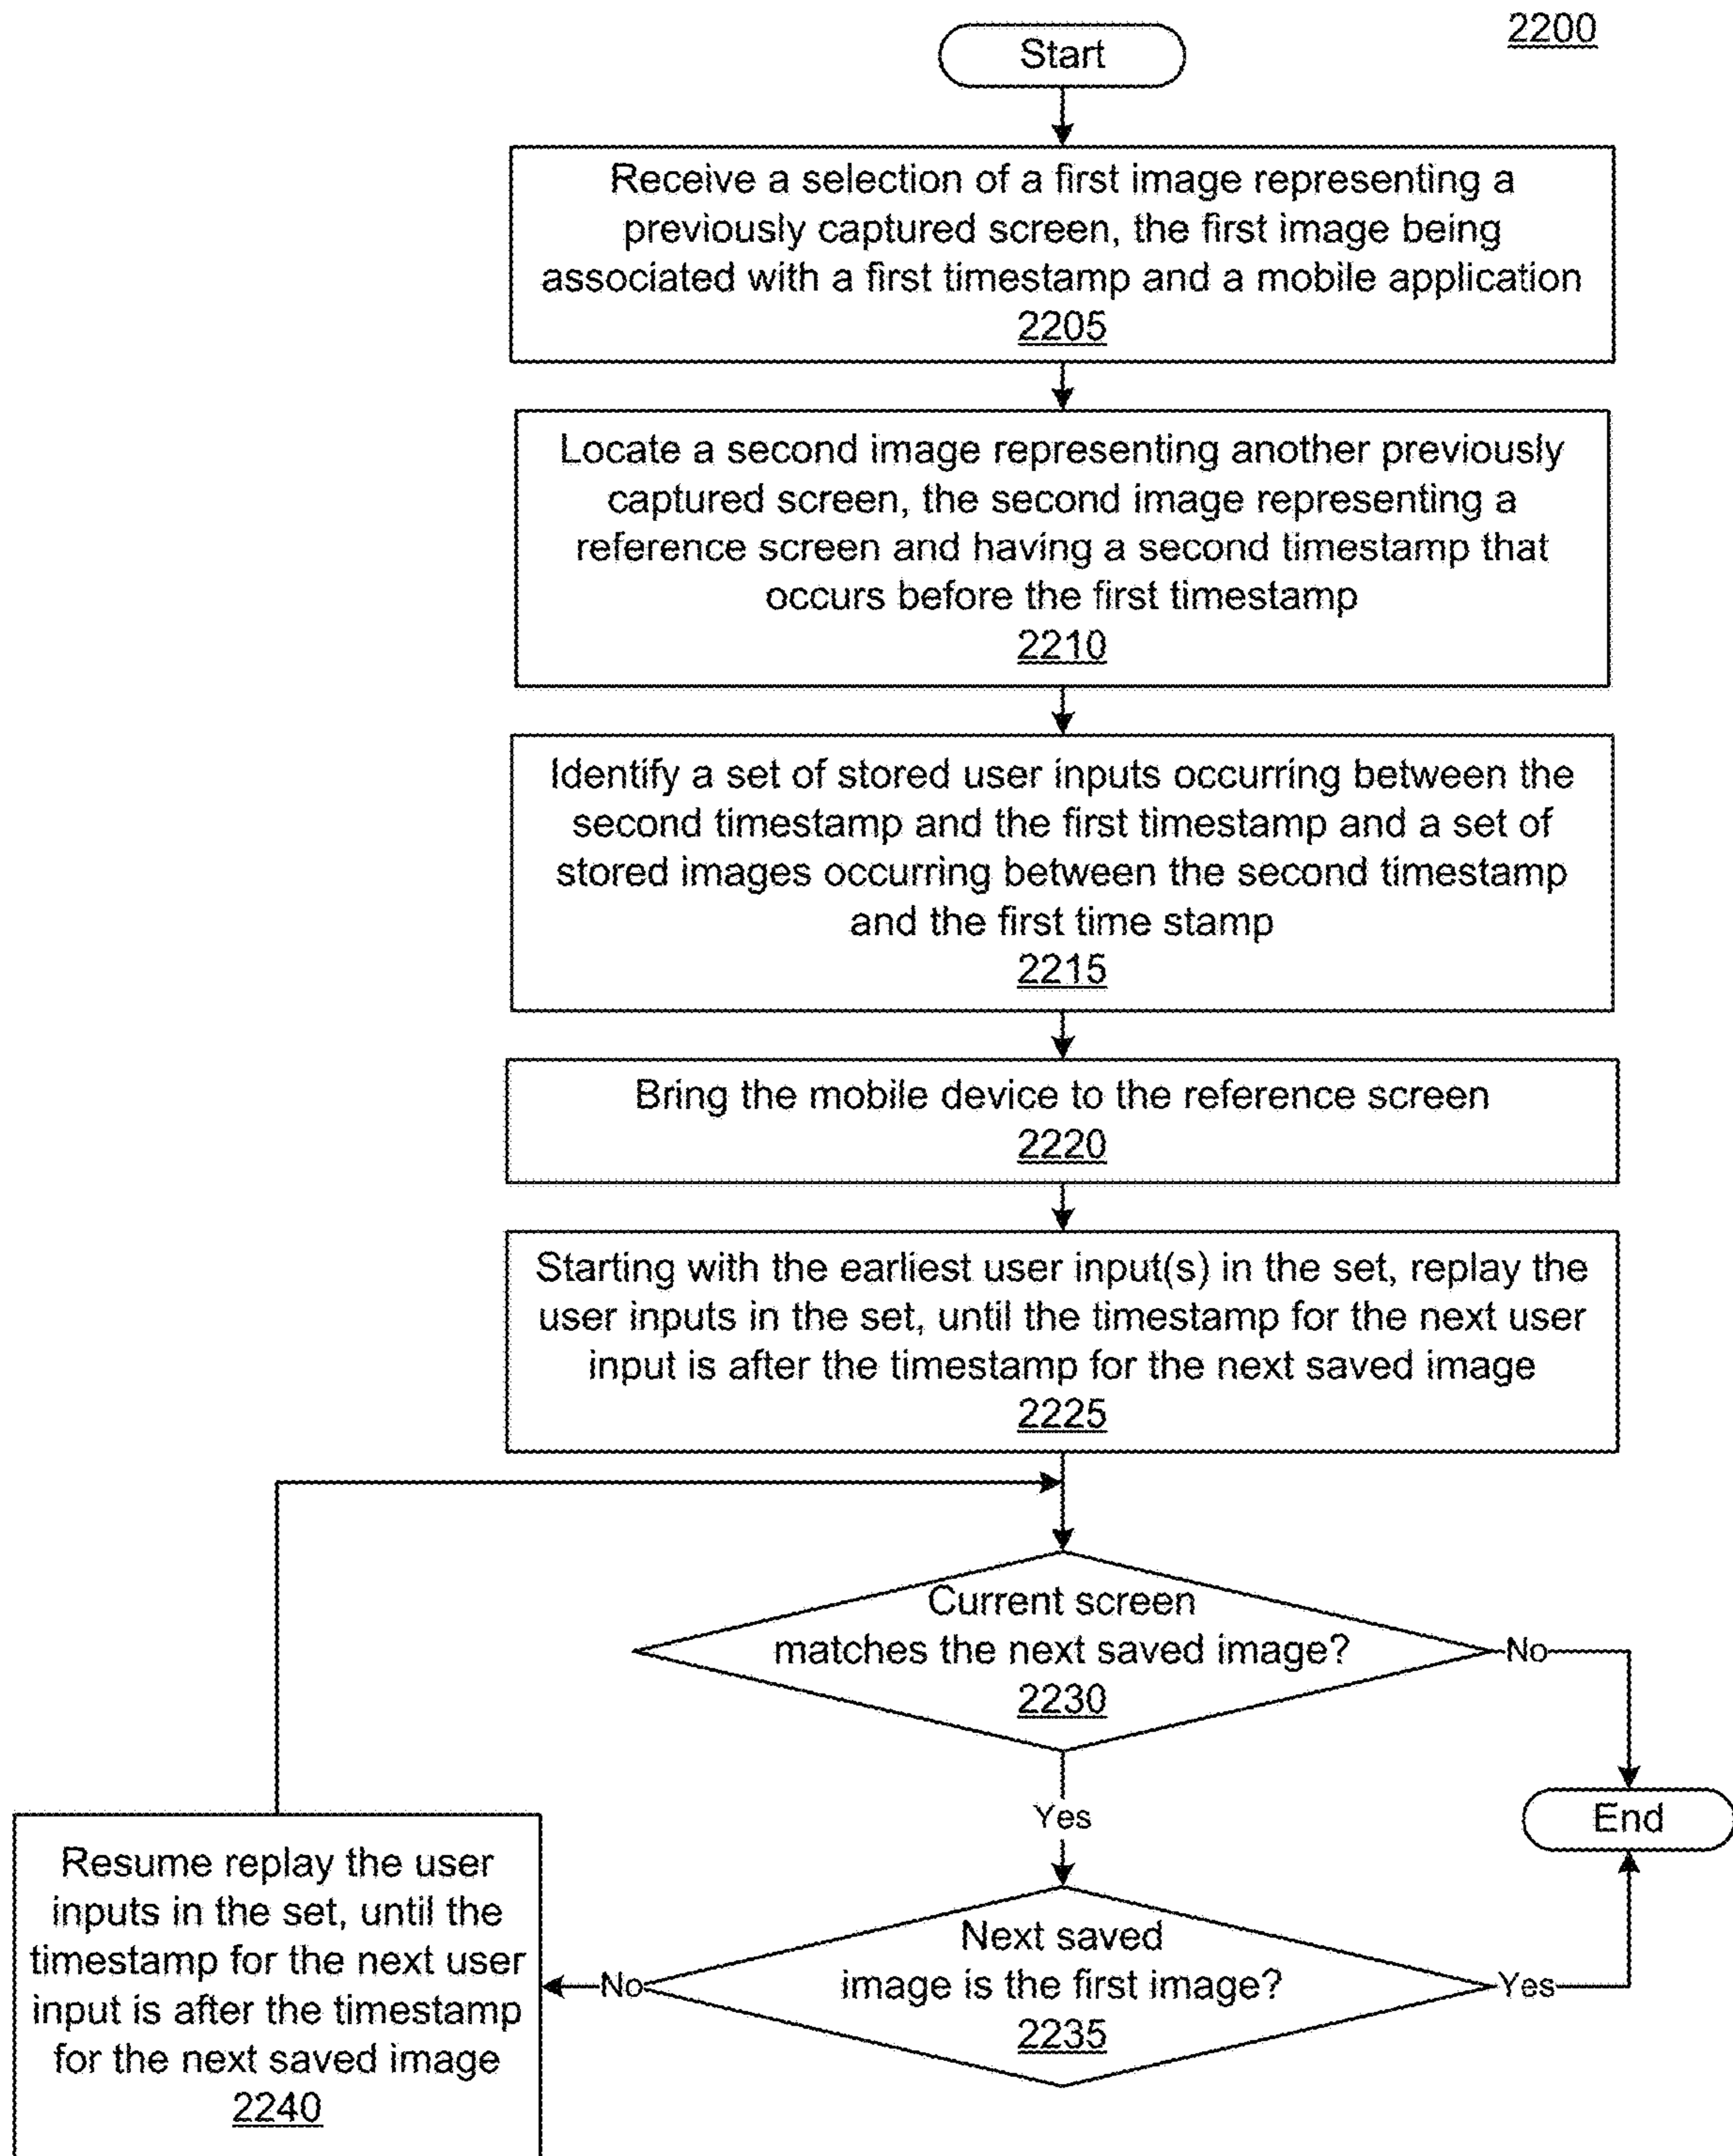 2200
Start
Receive a selection of a first image representing a
previously captured screen, the first image being
associated with a first timestamp and a mobile application
2205
Locate a second image representing another previously
captured screen, the second image representing a
reference screen and having a second timestamp that
occurs before the first timestamp
2210
Identify a set of stored user inputs occurring between the
second timestamp and the first timestamp and a set of
stored images occurring between the second timestamp
and the first time stamp
2215
Bring the mobile device to the reference screen
2220
Starting with the earliest user input(s) in the set, replay the
user inputs in the set, until the timestamp for the next user
input is after the timestamp for the next saved image
2225
Current screen
matches the next saved image?
2230
No
Yes
End
Next saved
image is the first image?
2235
Yes
No
Resume replay the user
inputs in the set, until the
timestamp for the next user
input is after the timestamp
for the next saved image
2240